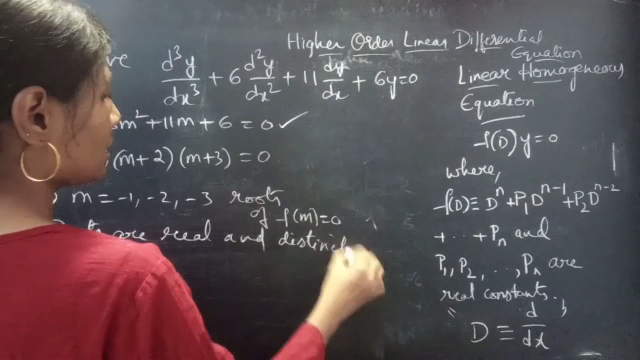 Higher Order Linear Differential
Equation
d³y/dx³ + 6 d²y/dx² + 11 dy/dx + 6y=0
m² + 11m + 6 = 0 ✓
(m+2) (m+3) = 0
m = -1, -2, -3 roots
of f(m)=0
are real and distinct
Linear Homogeneous
Equation
f(D)y=0
where,
f(D) ≡ Dⁿ + P₁Dⁿ⁻¹ + P₂Dⁿ⁻²
+ ... + Pₙ and
P₁, P₂, ..., Pₙ are
real constants.
D ≡ d/dx